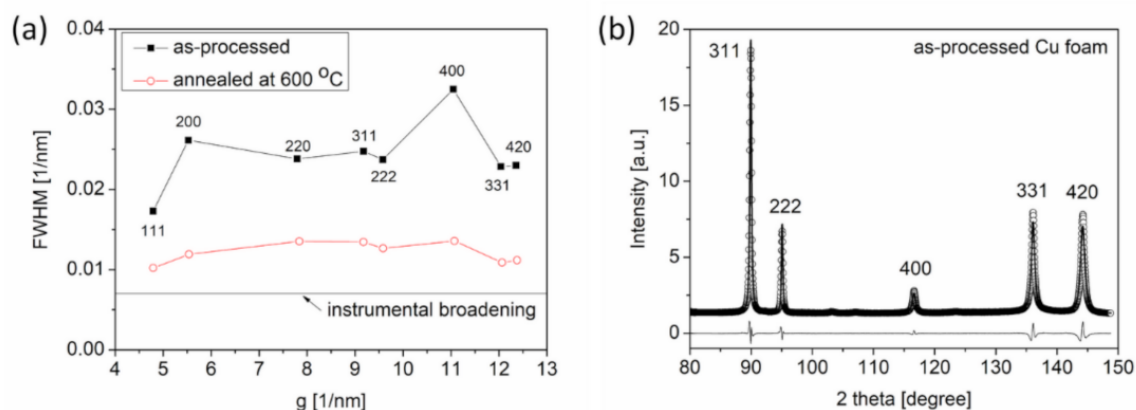 (a)
0.04
0.03
0.02
0.01
0.00
FWHM [1/nm]
as-processed
annealed at 600 °C
111
200
220
311
222
400
331
420
instrumental broadening
4 5 6 7 8 9 10 11 12 13
g [1/nm]
(b)
20
15
10
5
0
Intensity [a.u.]
as-processed Cu foam
311
222
400
331
420
80 90 100 110 120 130 140 150
2 theta [degree]